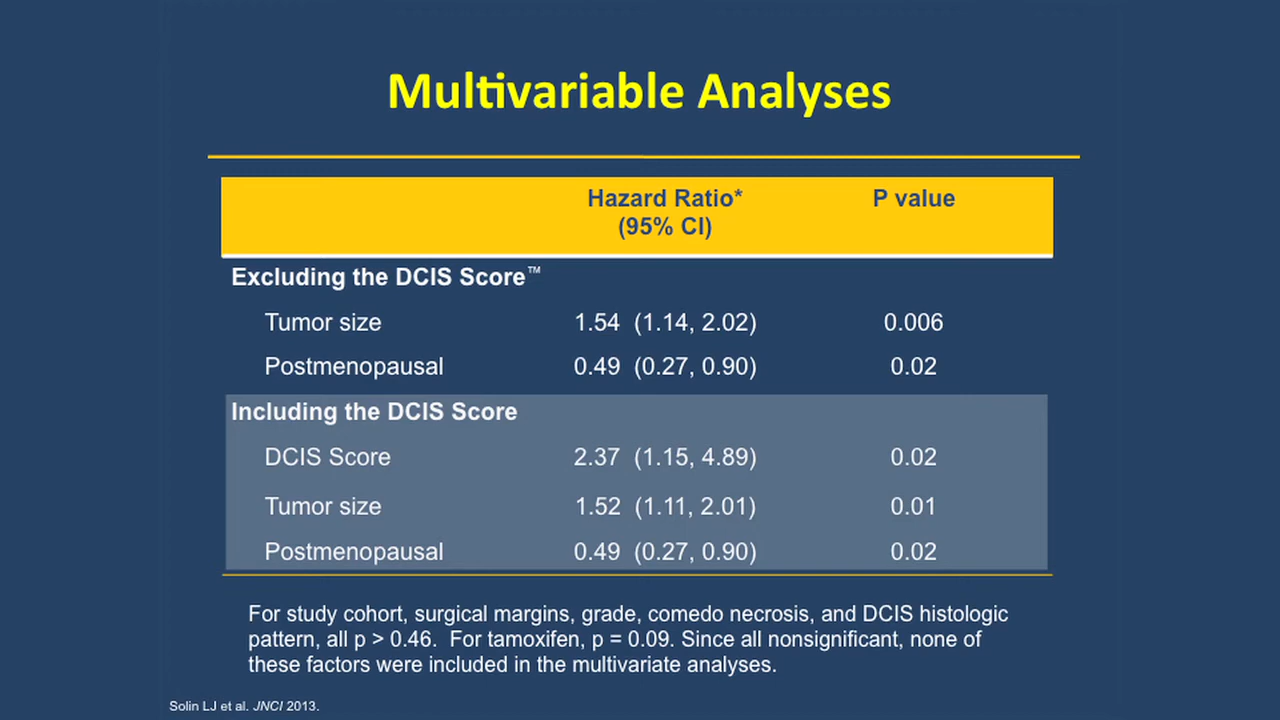 Multivariable Analyses
Hazard Ratio* P value
(95% CI)
Excluding the DCIS Score™
Tumor size 1.54 (1.14, 2.02) 0.006
Postmenopausal 0.49 (0.27, 0.90) 0.02
Including the DCIS Score
DCIS Score 2.37 (1.15, 4.89) 0.02
Tumor size 1.52 (1.11, 2.01) 0.01
Postmenopausal 0.49 (0.27, 0.90) 0.02
For study cohort, surgical margins, grade, comedo necrosis, and DCIS histologic
pattern, all p > 0.46. For tamoxifen, p = 0.09. Since all nonsignificant, none of
these factors were included in the multivariate analyses.
Solin LJ et al. JNCI 2013.